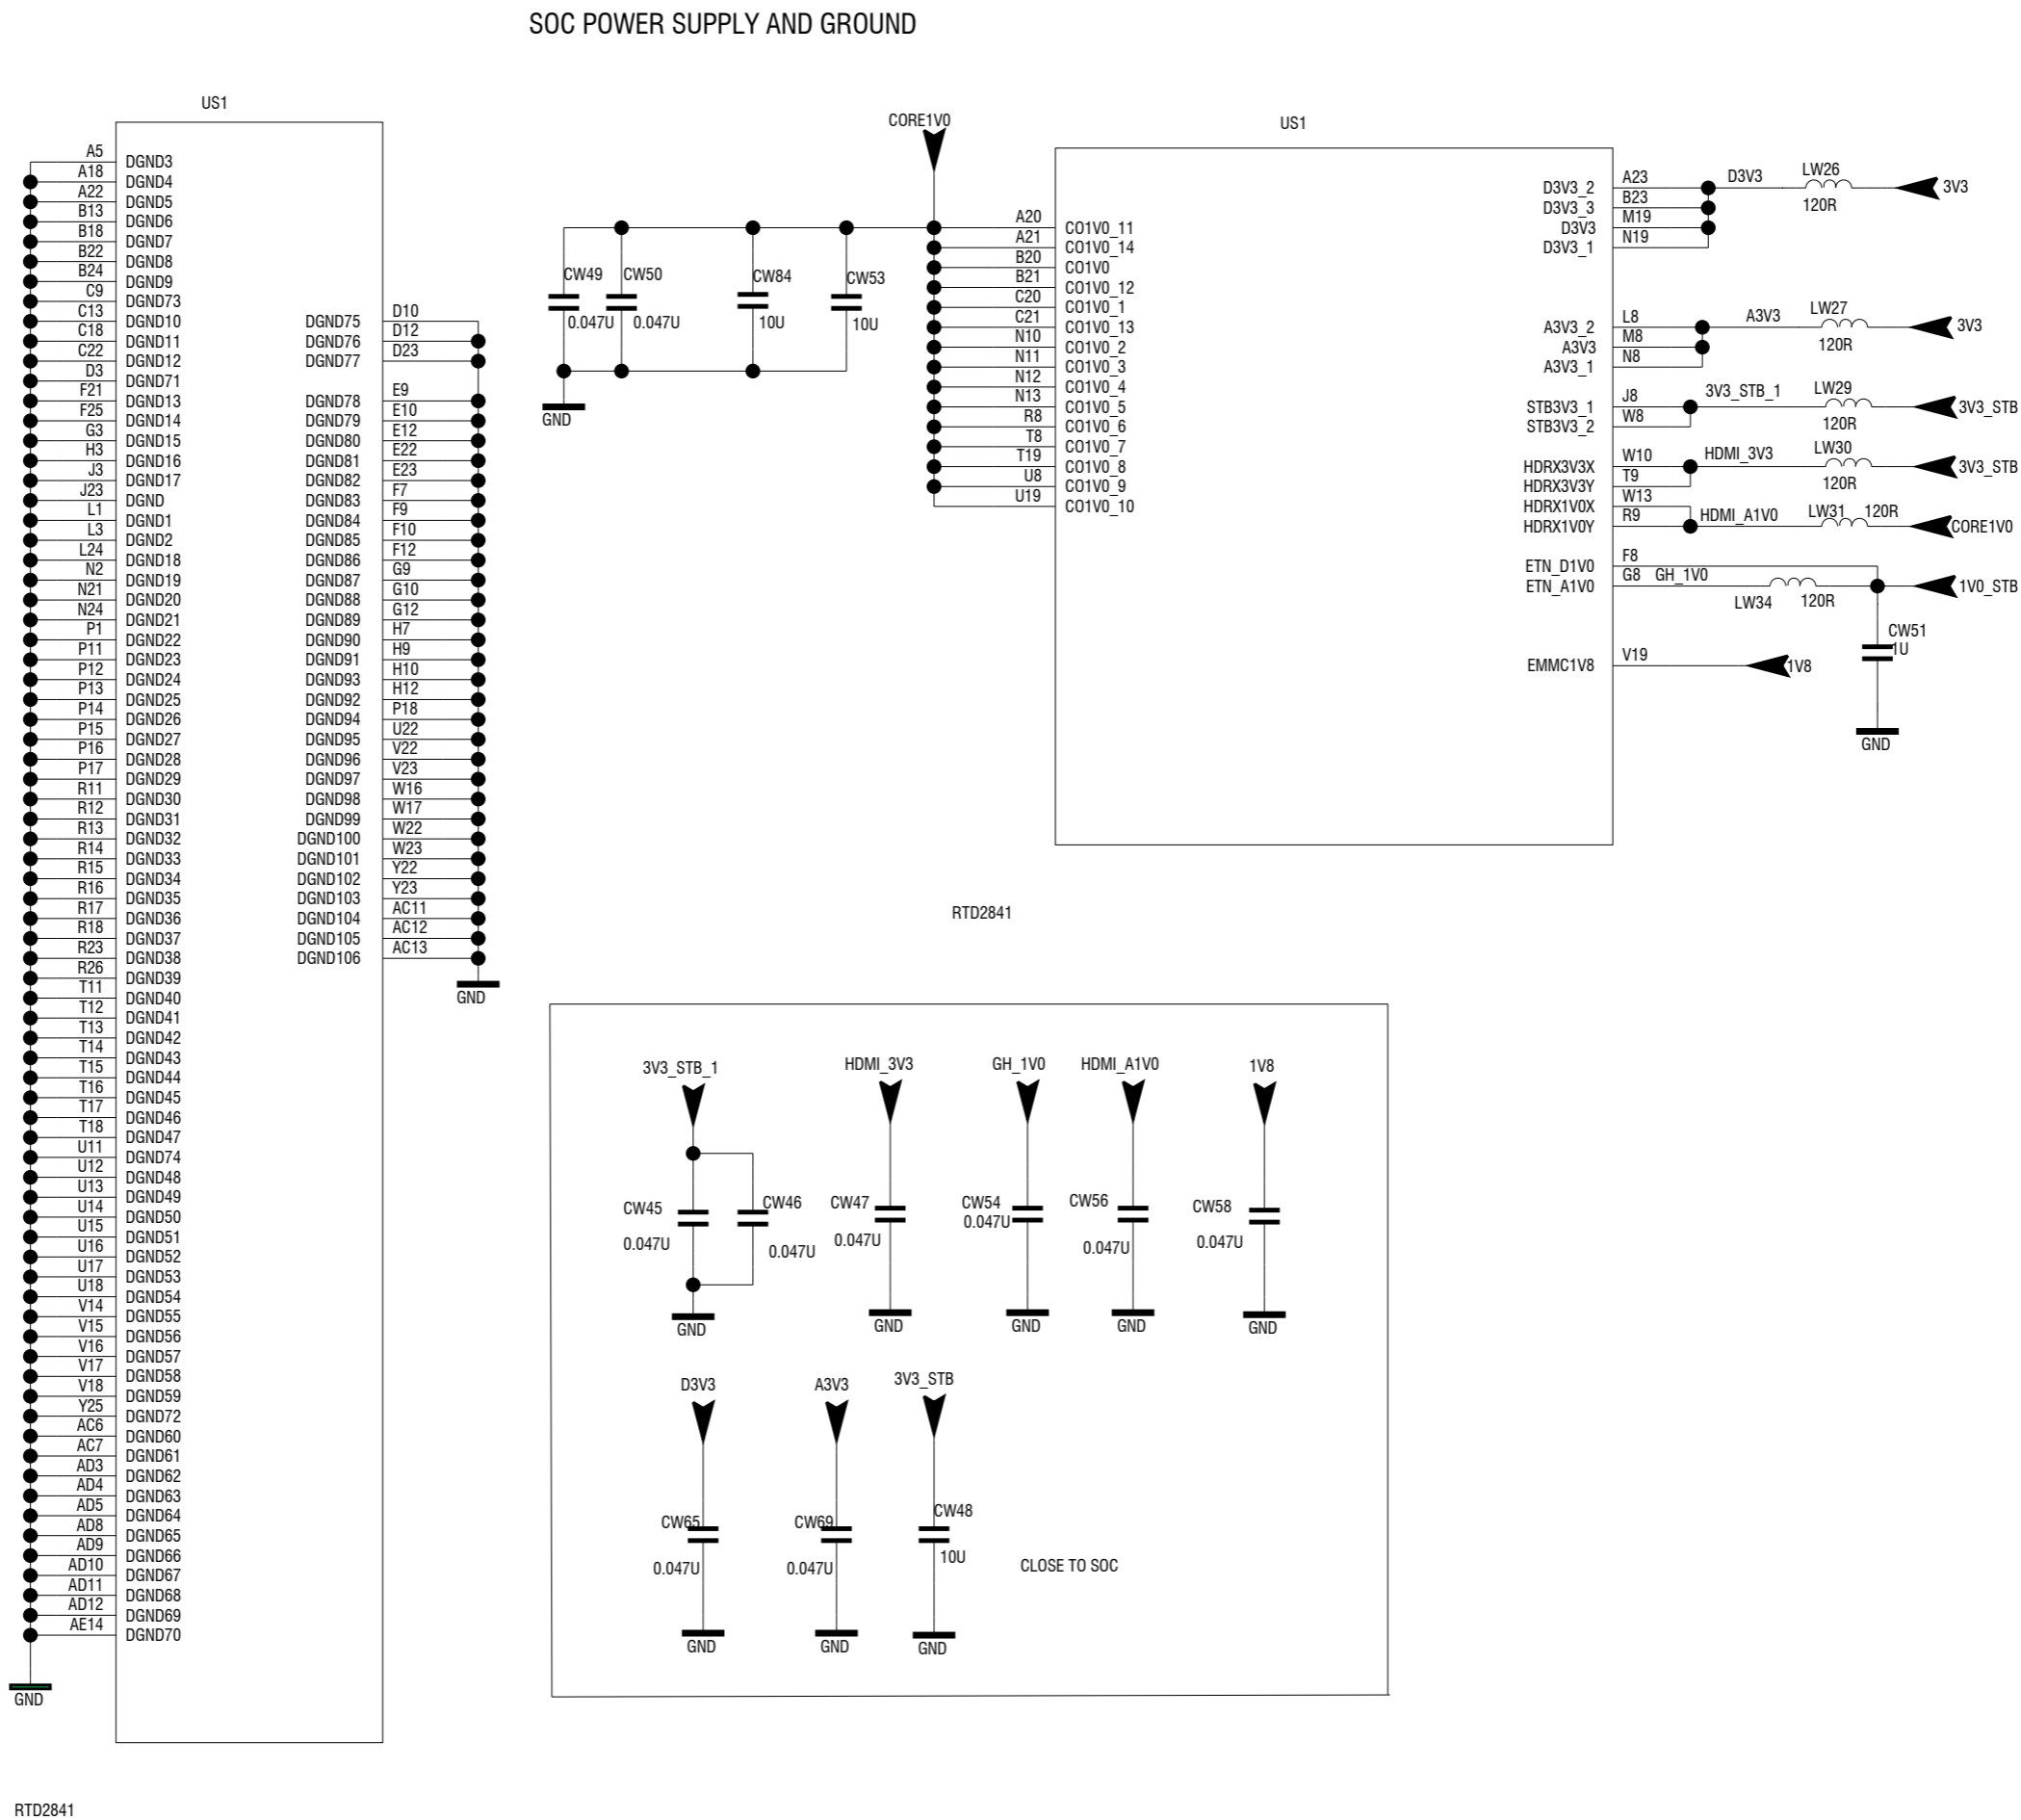 SOC POWER SUPPLY AND GROUND
US1
A5 DGND3
A18 DGND4
A22 DGND5
B13 DGND6
B18 DGND7
B22 DGND8
B24 DGND9
C9 DGND73
C13 DGND10
C18 DGND11
C22 DGND12
D3 DGND71
F21 DGND13
F25 DGND14
G3 DGND15
H3 DGND16
J3 DGND17
J23 DGND
L1 DGND1
L3 DGND2
L24 DGND18
N2 DGND19
N21 DGND20
N24 DGND21
P1 DGND22
P11 DGND23
P12 DGND24
P13 DGND25
P14 DGND26
P15 DGND27
P16 DGND28
P17 DGND29
R11 DGND30
R12 DGND31
R13 DGND32
R14 DGND33
R15 DGND34
R16 DGND35
R17 DGND36
R18 DGND37
R23 DGND38
R26 DGND39
T11 DGND40
T12 DGND41
T13 DGND42
T14 DGND43
T15 DGND44
T16 DGND45
T17 DGND46
T18 DGND47
U11 DGND74
U12 DGND48
U13 DGND49
U14 DGND50
U15 DGND51
U16 DGND52
U17 DGND53
U18 DGND54
V14 DGND55
V15 DGND56
V16 DGND57
V17 DGND58
V18 DGND59
Y25 DGND72
AC6 DGND60
AC7 DGND61
AD3 DGND62
AD4 DGND63
AD5 DGND64
AD8 DGND65
AD9 DGND66
AD10 DGND67
AD11 DGND68
AD12 DGND69
AE14 DGND70
GND
DGND75 D10
DGND76 D12
DGND77 D23
DGND78 E9
DGND79 E10
DGND80 E12
DGND81 E22
DGND82 E23
DGND83 F7
DGND84 F9
DGND85 F10
DGND86 F12
DGND87 G9
DGND88 G10
DGND89 G12
DGND90 H7
DGND91 H9
DGND93 H10
DGND92 H12
DGND94 P18
DGND95 U22
DGND96 V22
DGND97 V23
DGND98 W16
DGND99 W17
DGND100 W22
DGND101 W23
DGND102 Y22
DGND103 Y23
DGND104 AC11
DGND105 AC12
DGND106 AC13
GND
RTD2841
CORE1V0
CW49
0.047U
CW50
0.047U
CW84
10U
CW53
10U
GND
US1
A20 CO1V0_11
A21 CO1V0_14
B20 CO1V0
B21 CO1V0_12
C20 CO1V0_1
C21 CO1V0_13
N10 CO1V0_2
N11 CO1V0_3
N12 CO1V0_4
N13 CO1V0_5
R8 CO1V0_6
T8 CO1V0_7
T19 CO1V0_8
U8 CO1V0_9
U19 CO1V0_10
D3V3_2 A23 D3V3 LW26 120R 3V3
D3V3_3 B23
D3V3 M19
D3V3_1 N19
A3V3_2 L8 A3V3 LW27 120R 3V3
A3V3 M8
A3V3_1 N8
STB3V3_1 J8 3V3_STB_1 LW29 120R 3V3_STB
STB3V3_2 W8
HDRX3V3X W10 HDMI_3V3 LW30 120R 3V3_STB
HDRX3V3Y T9
HDRX1V0X W13
HDRX1V0Y R9 HDMI_A1V0 LW31 120R CORE1V0
ETN_D1V0 F8
ETN_A1V0 G8 GH_1V0 LW34 120R 1V0_STB
CW51
1U
GND
EMMC1V8 V19 1V8
RTD2841
3V3_STB_1
CW45
0.047U
CW46
0.047U
GND
HDMI_3V3
CW47
0.047U
GND
GH_1V0
CW54
0.047U
GND
HDMI_A1V0
CW56
0.047U
GND
1V8
CW58
0.047U
GND
D3V3
CW65
0.047U
GND
A3V3
CW69
0.047U
GND
3V3_STB
CW48
10U
GND
CLOSE TO SOC